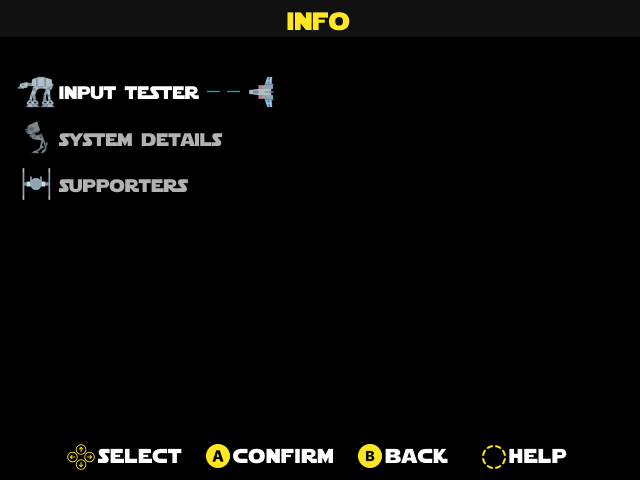 INFO
INPUT TESTER
SYSTEM DETAILS
SUPPORTERS
SELECT A CONFIRM B BACK HELP